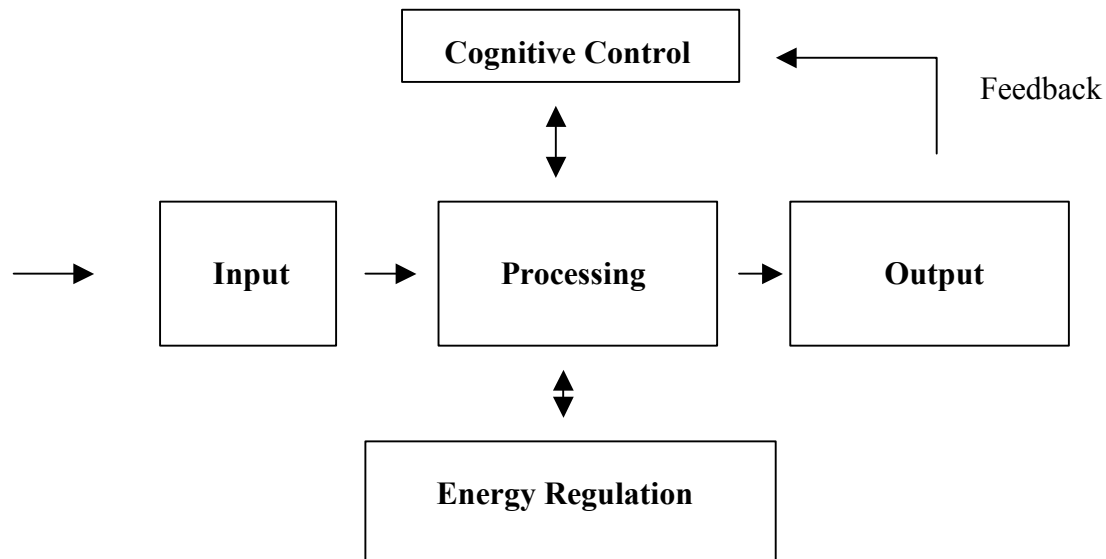 Cognitive Control
Feedback
Input
Processing
Output
Energy Regulation